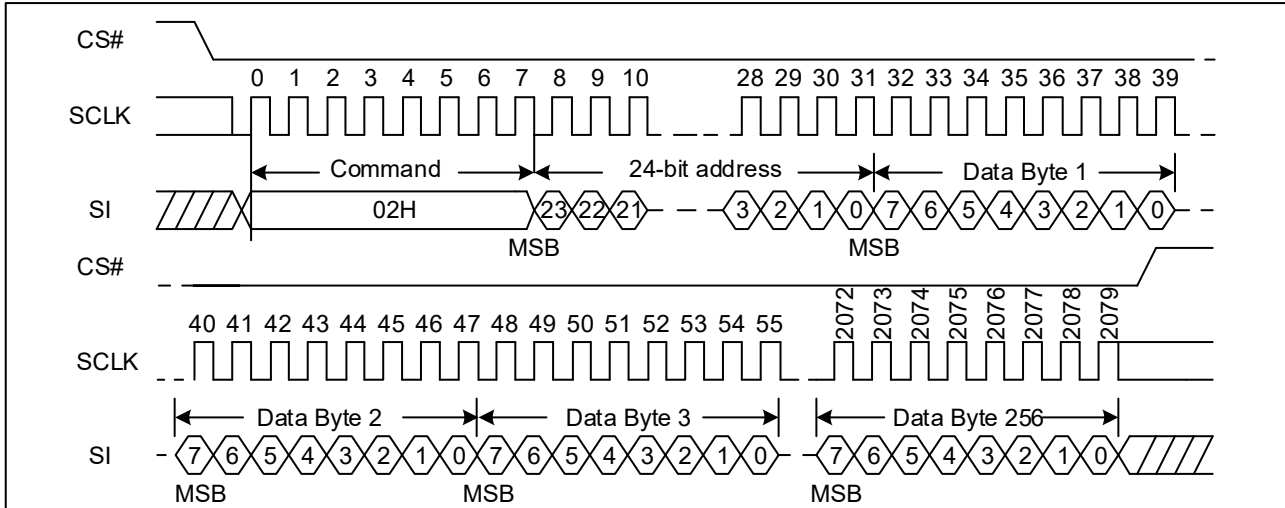 CS#
0 1 2 3 4 5 6 7 8 9 10 28 29 30 31 32 33 34 35 36 37 38 39
SCLK
Command 24-bit address Data Byte 1
SI 02H 23 22 21 3 2 1 0 7 6 5 4 3 2 1 0
MSB MSB
CS#
40 41 42 43 44 45 46 47 48 49 50 51 52 53 54 55 2072 2073 2074 2075 2076 2077 2078 2079
SCLK
Data Byte 2 Data Byte 3 Data Byte 256
SI 7 6 5 4 3 2 1 0 7 6 5 4 3 2 1 0 7 6 5 4 3 2 1 0
MSB MSB MSB